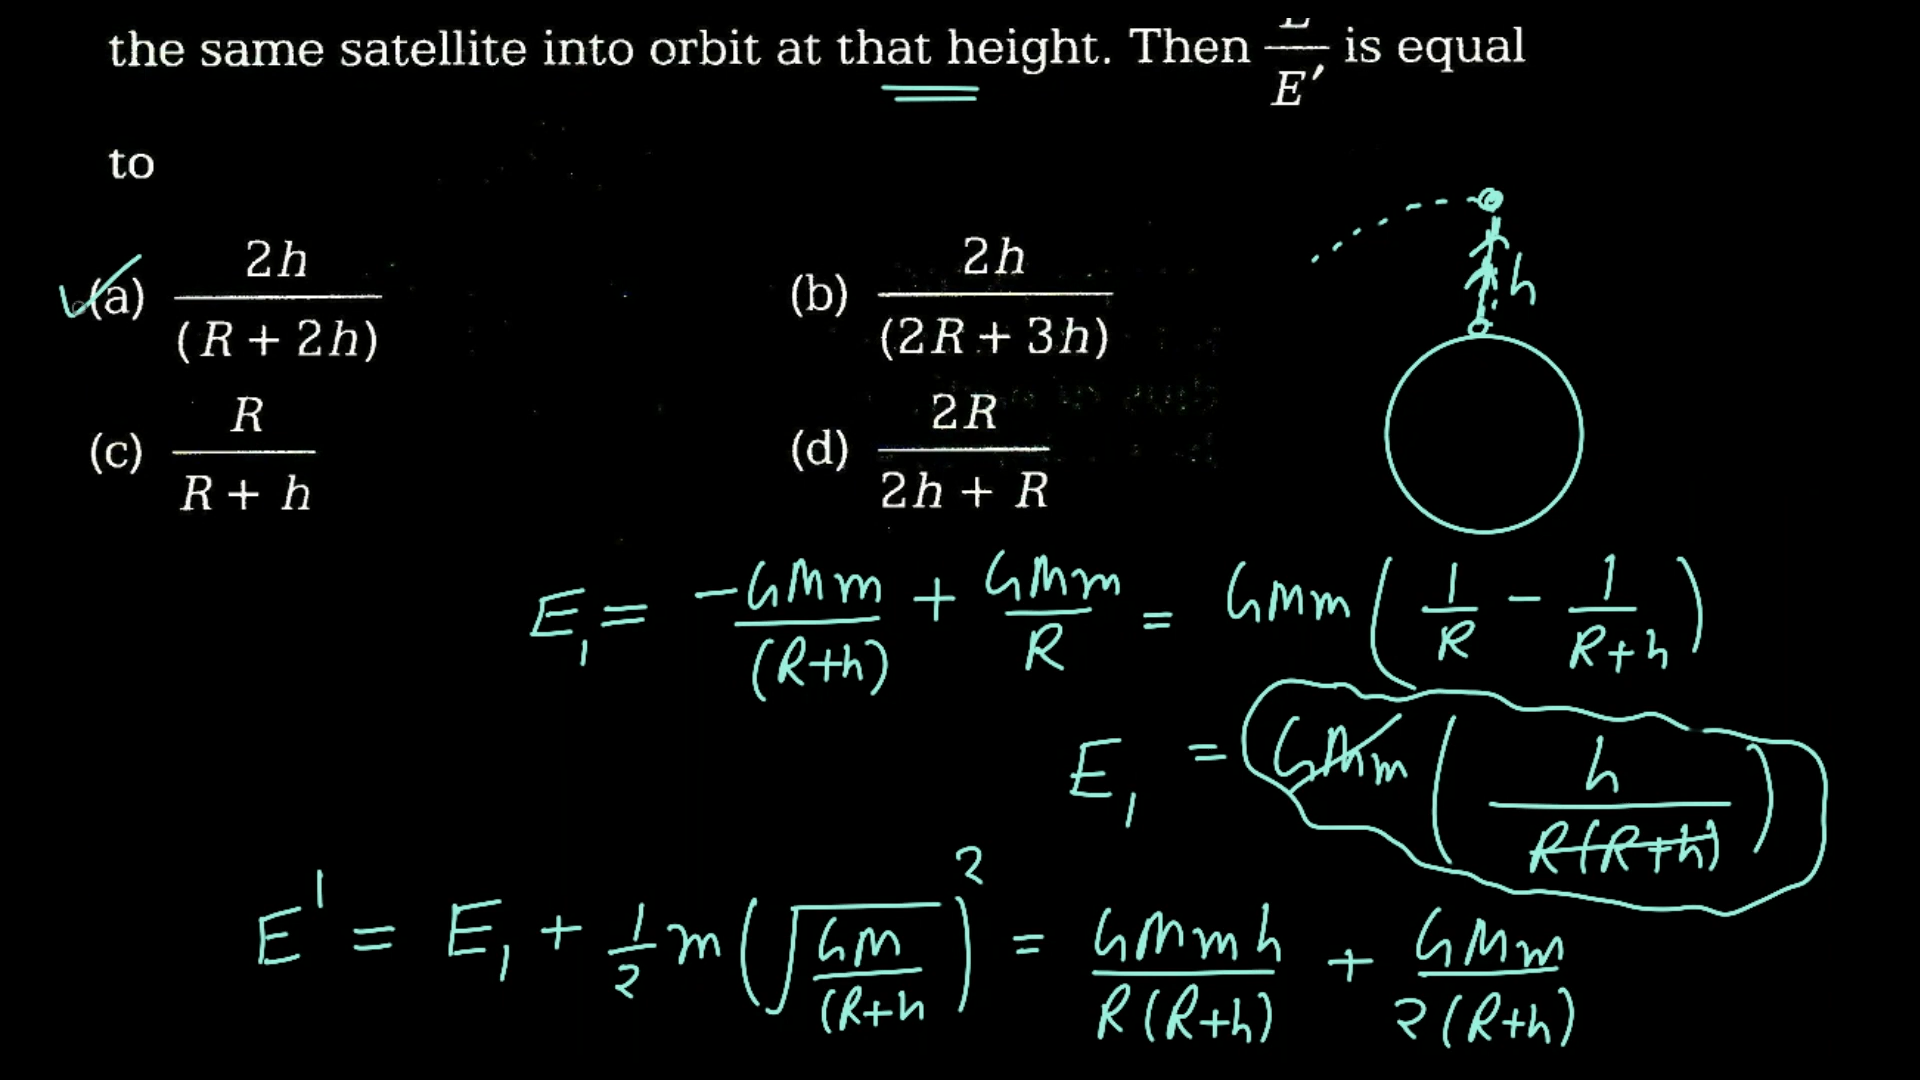 the same satellite into orbit at that height. Then E/E′ is equal
to
(a) 2h/(R + 2h)
(b) 2h/(2R + 3h)
(c) R/R + h
(d) 2R/2h + R
h
E₁ = -GMm/(R+h) + GMm/R = GMm (1/R - 1/R+h)
E₁ = GMm (h/R(R+h))
E' = E₁ + 1/2 m (√GM/(R+h)² = GMmh/R(R+h) + GMm/2(R+h)